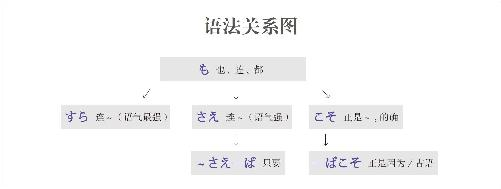 语法关系图
も 也、连、都
すら 连~（语气最强） さえ 连~（语气强） こそ 正是~,的确
~さえ ば 只要 ~ばこそ 正是因为/古语